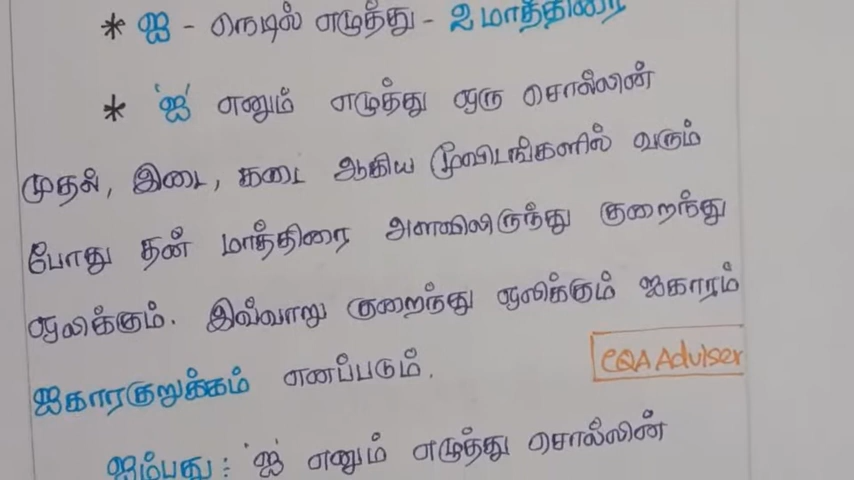 * ஐ - நெடில் எழுத்து - 2 மாத்திரை
* 'ஐ' எனும் எழுத்து ஒரு சொல்லின்
முதல், இடை, கடை ஆகிய மூவிடங்களில் வரும்
போது தன் மாத்திரை அளவிலிருந்து குறைந்து
ஒலிக்கும். இவ்வாறு குறைந்து ஒலிக்கும் ஐகாரம்
ஐகாரகுறுக்கம் எனப்படும்.
CQA Adviser
ஐம்பது : 'ஐ' எனும் எழுத்து சொல்லின்